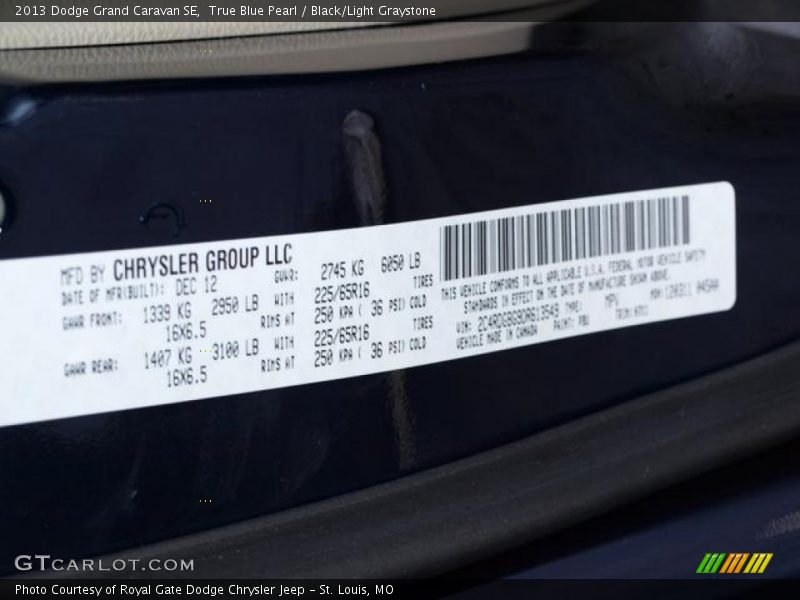 2013 Dodge Grand Caravan SE, True Blue Pearl / Black/Light Graystone
MFD BY CHRYSLER GROUP LLC
DATE OF MFR(BUILT): DEC 12 GVWR: 2745 KG 6050 LB
GAWR FRONT: 1339 KG 2950 LB WITH 225/65R16 TIRES
16X6.5 RIMS AT 250 KPA ( 36 PSI) COLD
GAWR REAR: 1407 KG 3100 LB WITH 225/65R16 TIRES
16X6.5 RIMS AT 250 KPA ( 36 PSI) COLD
THIS VEHICLE CONFORMS TO ALL APPLICABLE U.S.A. FEDERAL MOTOR VEHICLE SAFETY
STANDARDS IN EFFECT ON THE DATE OF MANUFACTURE SHOWN ABOVE.
VIN: TYPE: MPV MDH:
VEHICLE MADE IN CANADA PAINT: PBU TRIM:
GTCARLOT.COM
Photo Courtesy of Royal Gate Dodge Chrysler Jeep - St. Louis, MO